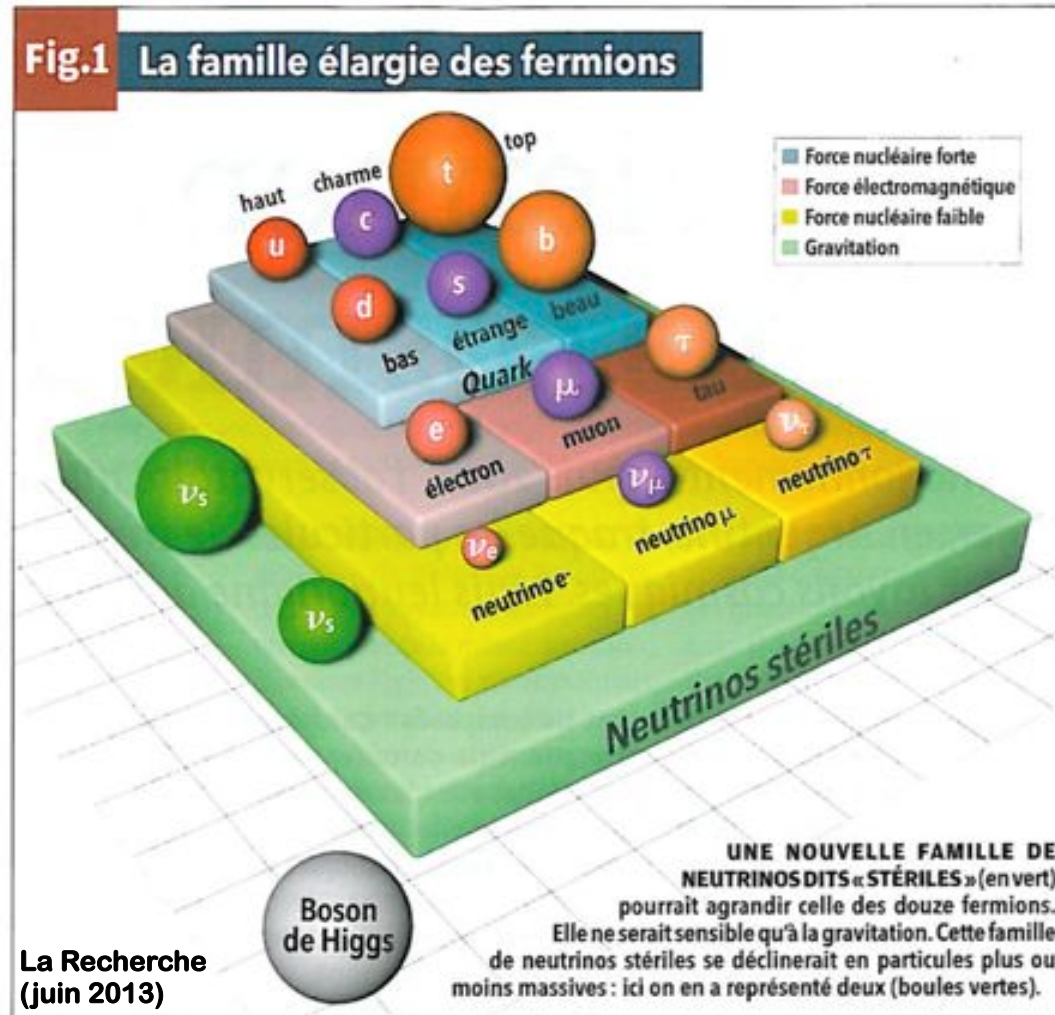 Fig.1 La famille élargie des fermions
Force nucléaire forte
Force électromagnétique
Force nucléaire faible
Gravitation
haut
charme
top
u
c
t
d
s
b
bas
étrange
beau
Quark
e⁻
μ
τ
électron
muon
tau
νe
νμ
ντ
neutrino e⁻
neutrino μ
neutrino τ
νs
νs
Neutrinos stériles
Boson
de Higgs
UNE NOUVELLE FAMILLE DE
NEUTRINOS DITS « STÉRILES » (en vert)
pourrait agrandir celle des douze fermions.
Elle ne serait sensible qu'à la gravitation. Cette famille
de neutrinos stériles se déclinerait en particules plus ou
moins massives : ici on en a représenté deux (boules vertes).
La Recherche
(juin 2013)